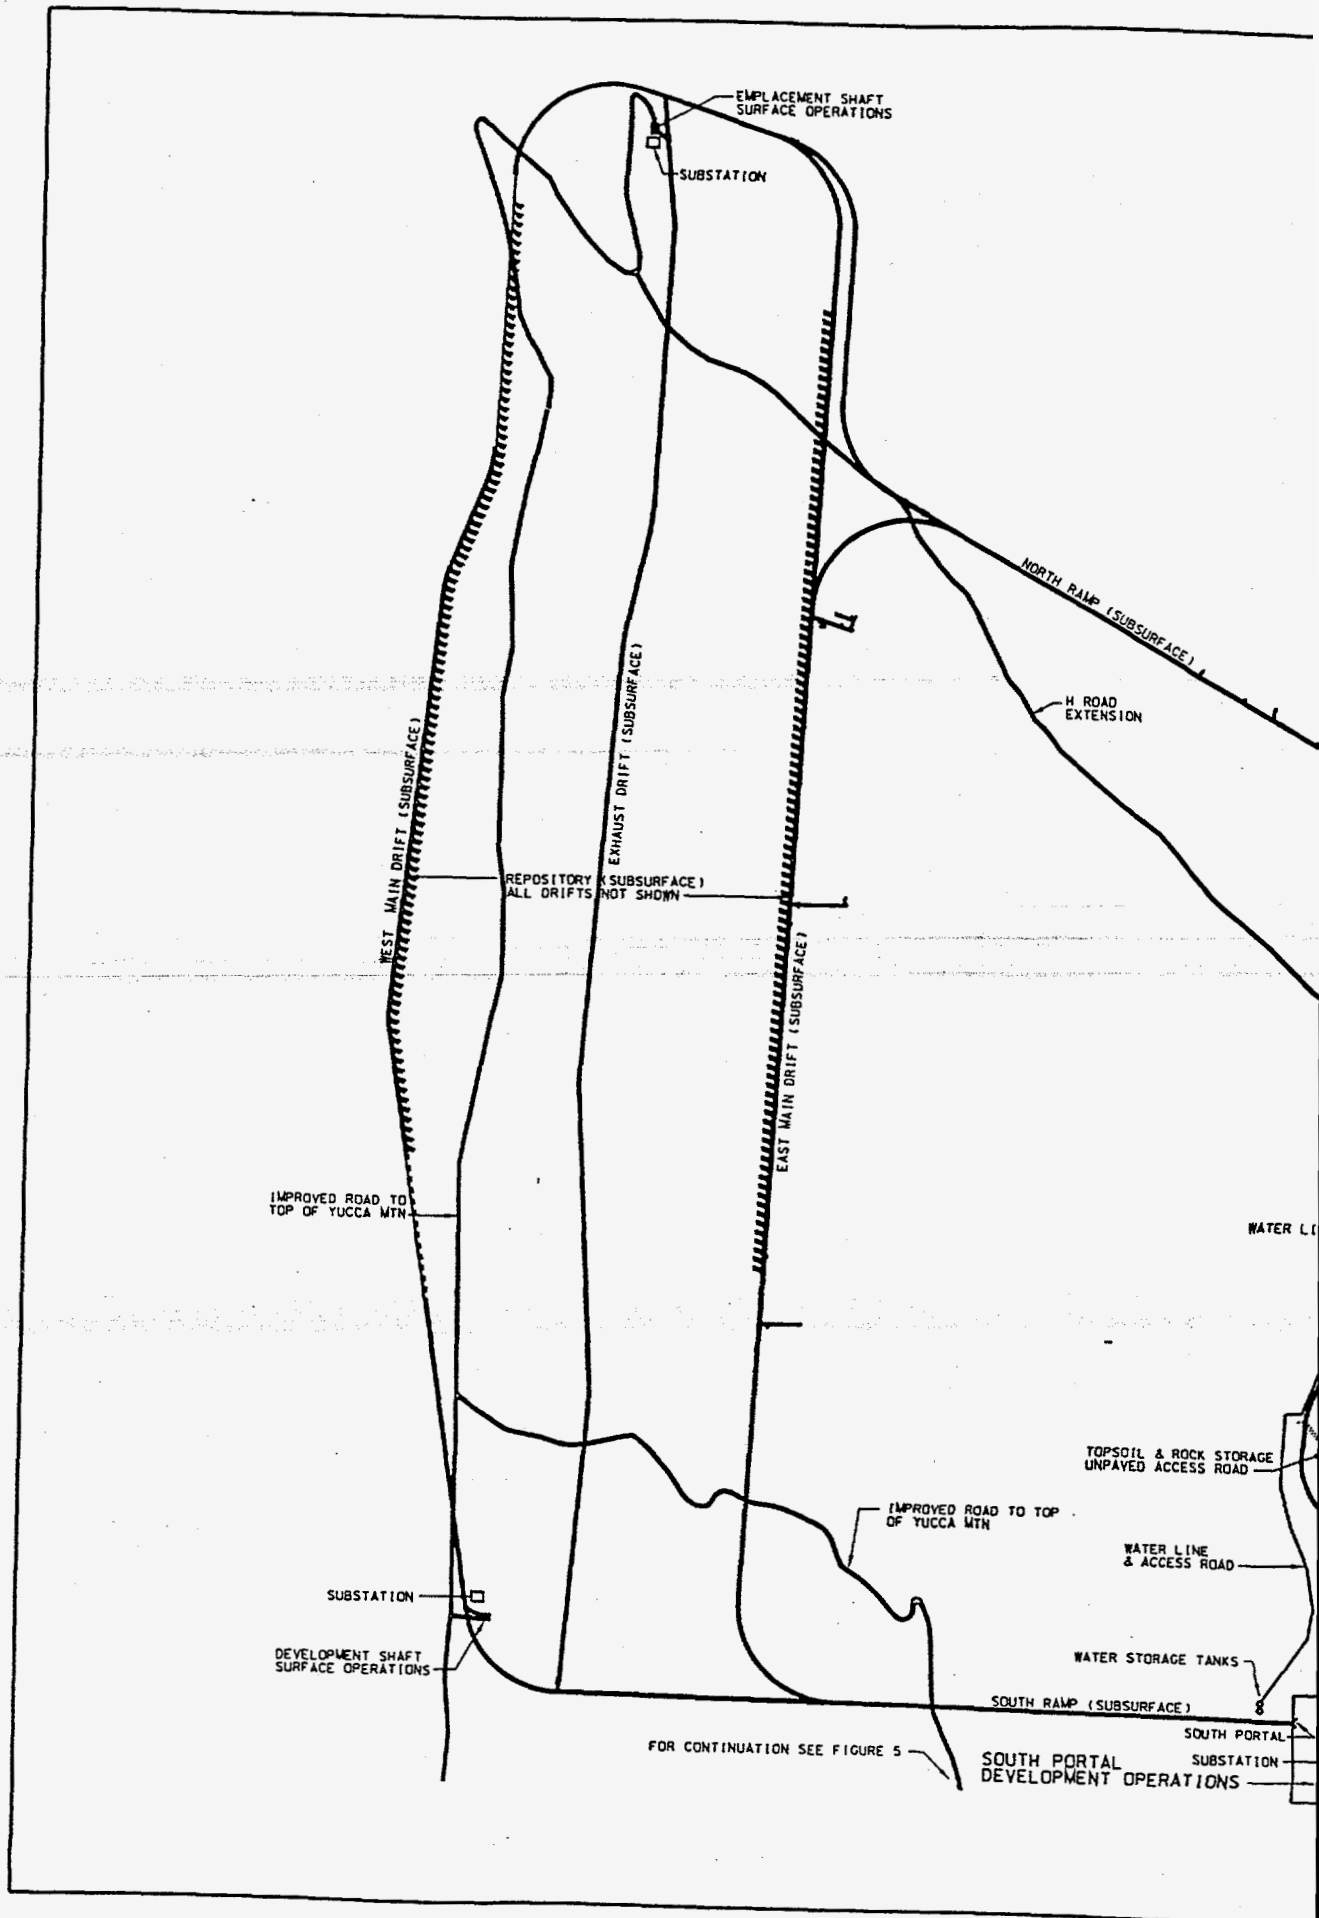 EMPLACEMENT SHAFT
SURFACE OPERATIONS
SUBSTATION
NORTH RAMP (SUBSURFACE)
H ROAD
EXTENSION
WEST MAIN DRIFT (SUBSURFACE)
EXHAUST DRIFT (SUBSURFACE)
REPOSITORY (SUBSURFACE)
ALL DRIFTS NOT SHOWN
EAST MAIN DRIFT (SUBSURFACE)
IMPROVED ROAD TO
TOP OF YUCCA MTN
WATER
TOPSOIL & ROCK STORAGE
UNPAVED ACCESS ROAD
IMPROVED ROAD TO TOP
OF YUCCA MTN
WATER LINE
& ACCESS ROAD
SUBSTATION
DEVELOPMENT SHAFT
SURFACE OPERATIONS
WATER STORAGE TANKS
SOUTH RAMP (SUBSURFACE)
SOUTH PORTAL
FOR CONTINUATION SEE FIGURE 5
SOUTH PORTAL
DEVELOPMENT OPERATIONS
SUBSTATION